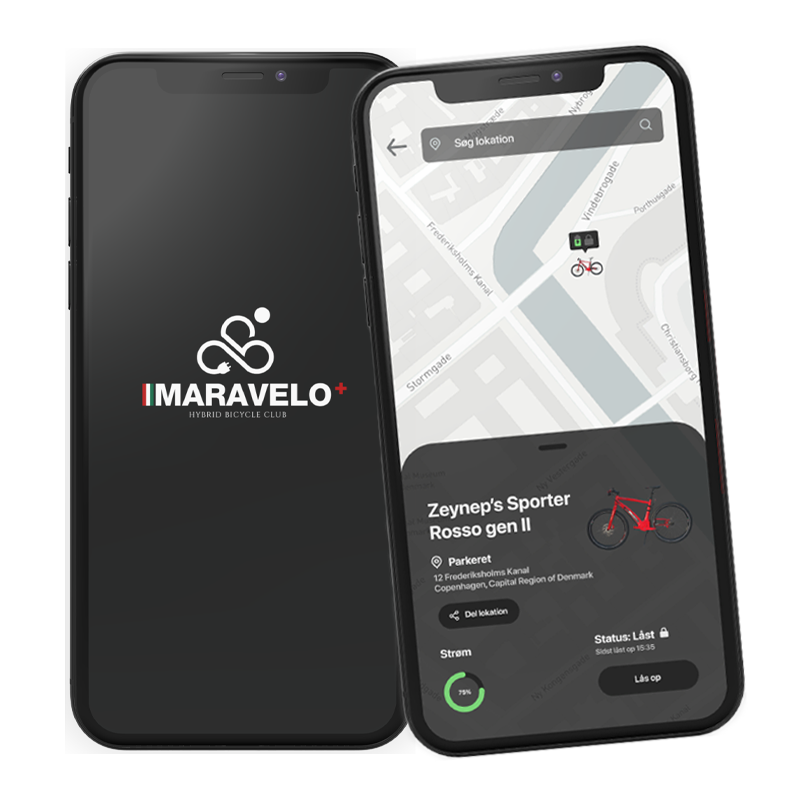 IMARAVELO+
HYBRID BICYCLE CLUB
Søg lokation
Vindebrogade
Porthusgade
Frederiksholms Kanal
Stormgade
Christiansborg
Zeynep's Sporter
Rosso gen II
Parkeret
12 Frederiksholms Kanal
Copenhagen, Capital Region of Denmark
Del lokation
Strøm
75%
Status: Låst
Sidst låst op 15:35
Lås op